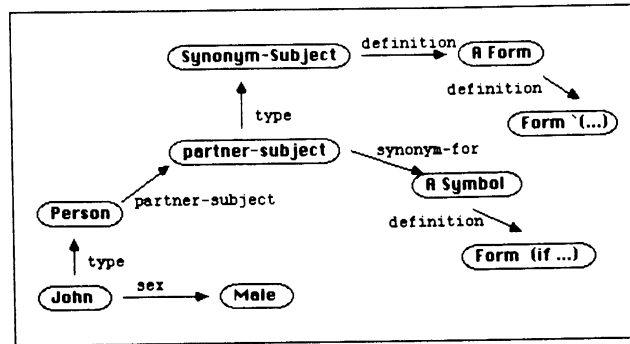 Synonym-Subject definition A Form
definition
type Form `(...)
partner-subject synonym-for
A Symbol
Person partner-subject
definition
type Form (if ...)
John sex Male